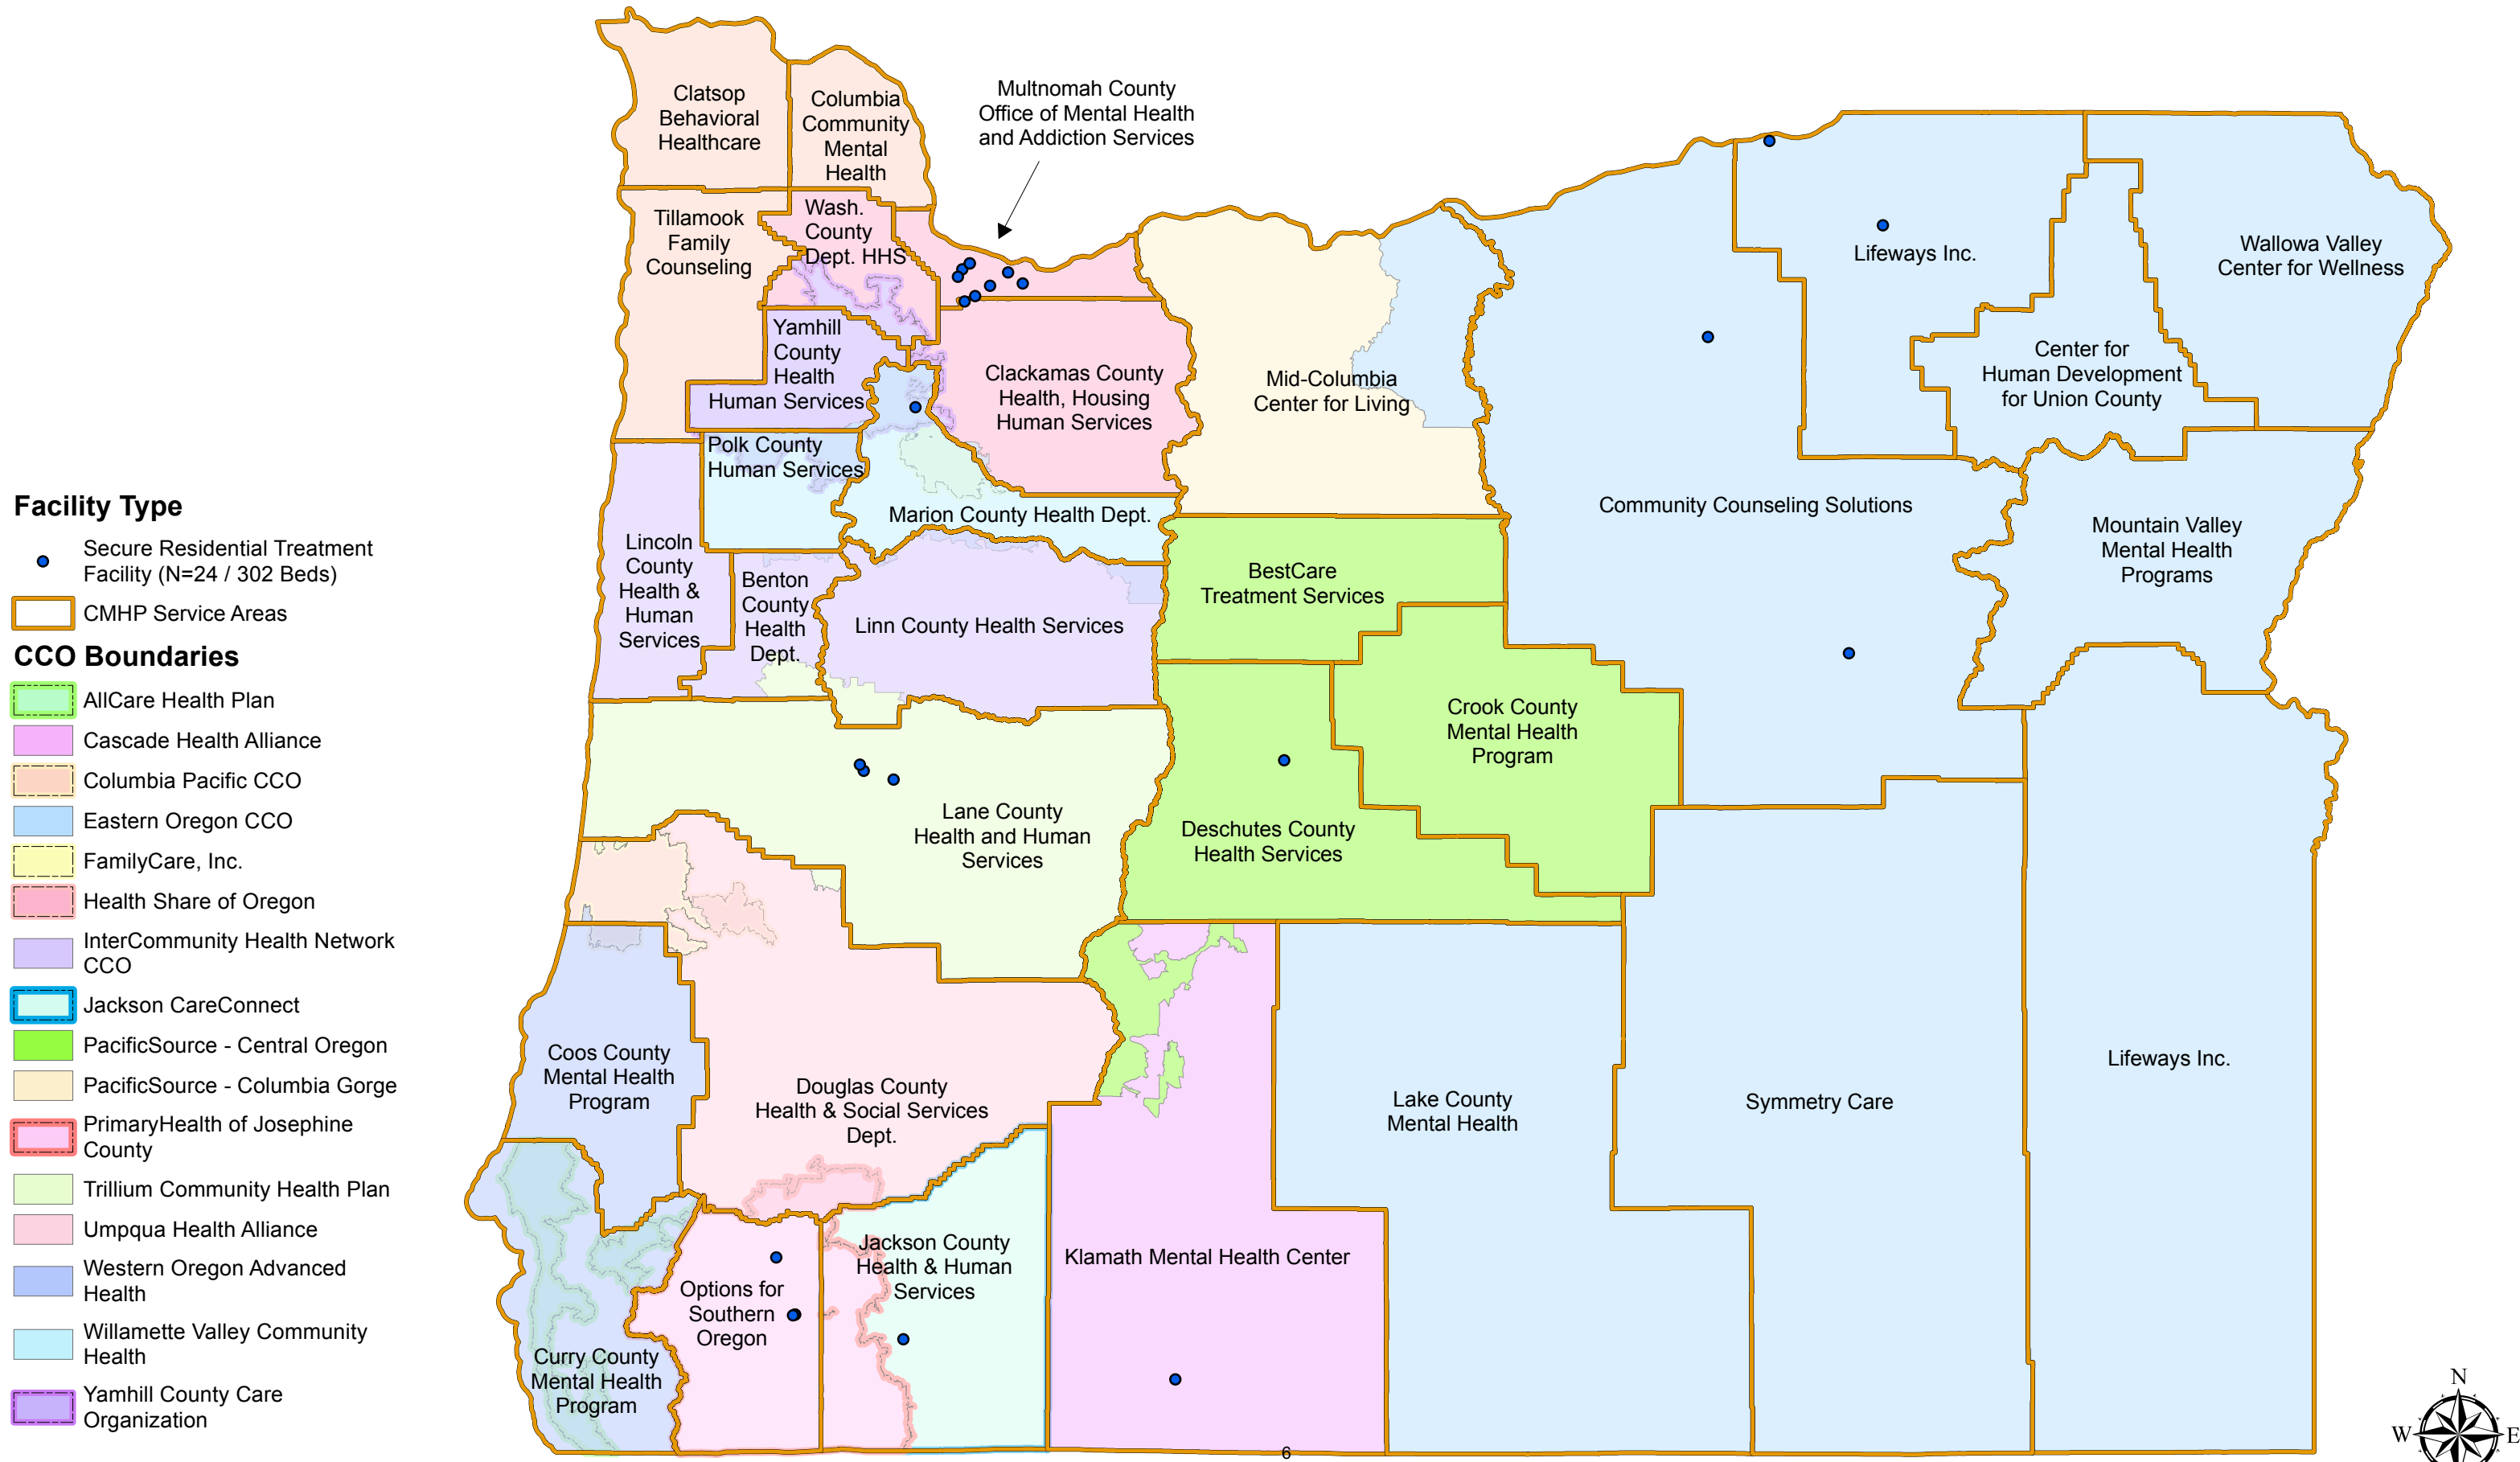 Facility Type
Secure Residential Treatment
Facility (N=24 / 302 Beds)
CMHP Service Areas
CCO Boundaries
AllCare Health Plan
Cascade Health Alliance
Columbia Pacific CCO
Eastern Oregon CCO
FamilyCare, Inc.
Health Share of Oregon
InterCommunity Health Network
CCO
Jackson CareConnect
PacificSource - Central Oregon
PacificSource - Columbia Gorge
PrimaryHealth of Josephine
County
Trillium Community Health Plan
Umpqua Health Alliance
Western Oregon Advanced
Health
Willamette Valley Community
Health
Yamhill County Care
Organization
Clatsop
Behavioral
Healthcare
Columbia
Community
Mental
Health
Multnomah County
Office of Mental Health
and Addiction Services
Tillamook
Family
Counseling
Wash.
County
Dept. HHS
Yamhill
County
Health
Human Services
Clackamas County
Health, Housing
Human Services
Mid-Columbia
Center for Living
Lifeways Inc.
Wallowa Valley
Center for Wellness
Center for
Human Development
for Union County
Polk County
Human Services
Marion County Health Dept.
Community Counseling Solutions
Mountain Valley
Mental Health
Programs
Lincoln
County
Health &
Human
Services
Benton
County
Health
Dept.
Linn County Health Services
BestCare
Treatment Services
Crook County
Mental Health
Program
Lane County
Health and Human
Services
Deschutes County
Health Services
Coos County
Mental Health
Program
Douglas County
Health & Social Services
Dept.
Lake County
Mental Health
Symmetry Care
Lifeways Inc.
Jackson County
Health & Human
Services
Klamath Mental Health Center
Options for
Southern
Oregon
Curry County
Mental Health
Program
N
W
E
6